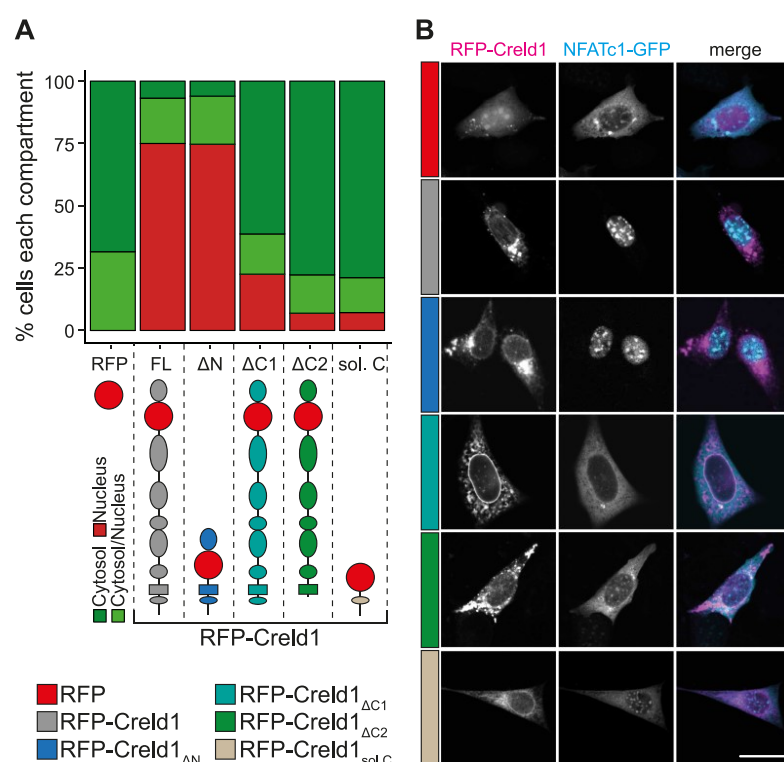 A
% cells each compartment
100
75
50
25
0
RFP FL ΔN ΔC1 ΔC2 sol. C
Cytosol Nucleus
Cytosol/Nucleus
RFP-Creld1
RFP
RFP-Creld1
RFP-Creld1ΔN
RFP-Creld1ΔC1
RFP-Creld1ΔC2
RFP-Creld1sol.C
B
RFP-Creld1 NFATc1-GFP merge